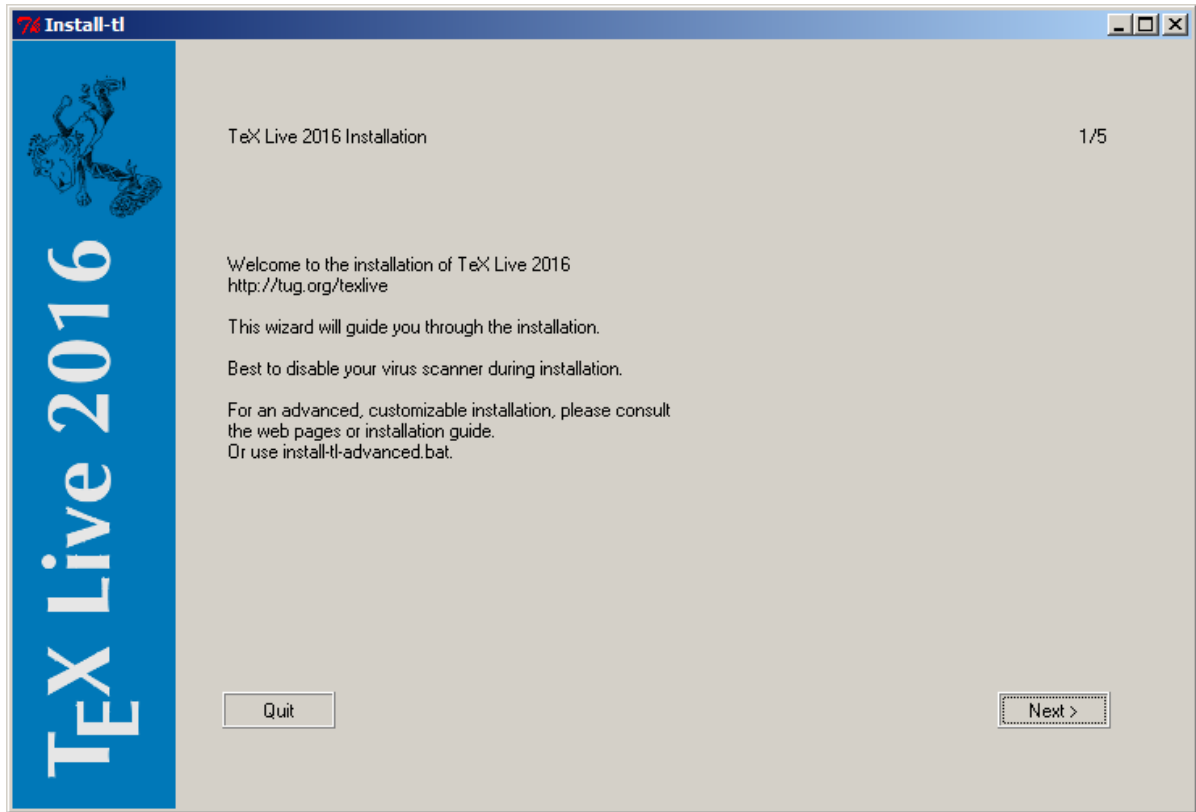 Install-tl
TeX Live 2016
TeX Live 2016 Installation
1/5
Welcome to the installation of TeX Live 2016
http://tug.org/texlive
This wizard will guide you through the installation.
Best to disable your virus scanner during installation.
For an advanced, customizable installation, please consult
the web pages or installation guide.
Or use install-tl-advanced.bat.
Quit
Next >